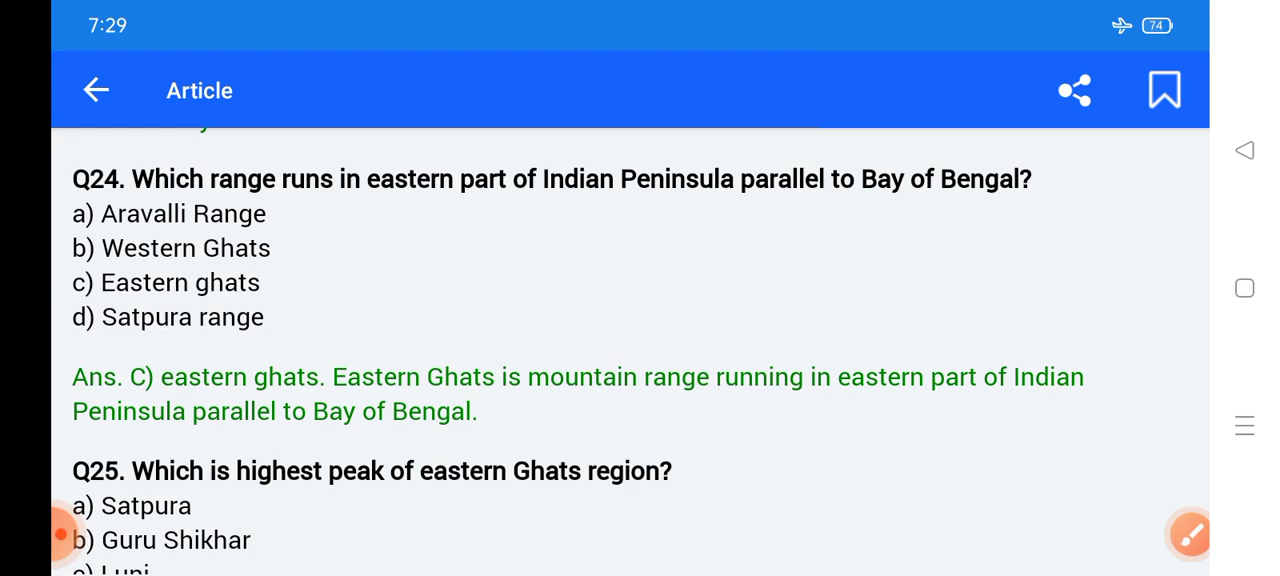 7:29
74
Article
Q24. Which range runs in eastern part of Indian Peninsula parallel to Bay of Bengal?
a) Aravalli Range
b) Western Ghats
c) Eastern ghats
d) Satpura range
Ans. C) eastern ghats. Eastern Ghats is mountain range running in eastern part of Indian
Peninsula parallel to Bay of Bengal.
Q25. Which is highest peak of eastern Ghats region?
a) Satpura
b) Guru Shikhar
c) Luni